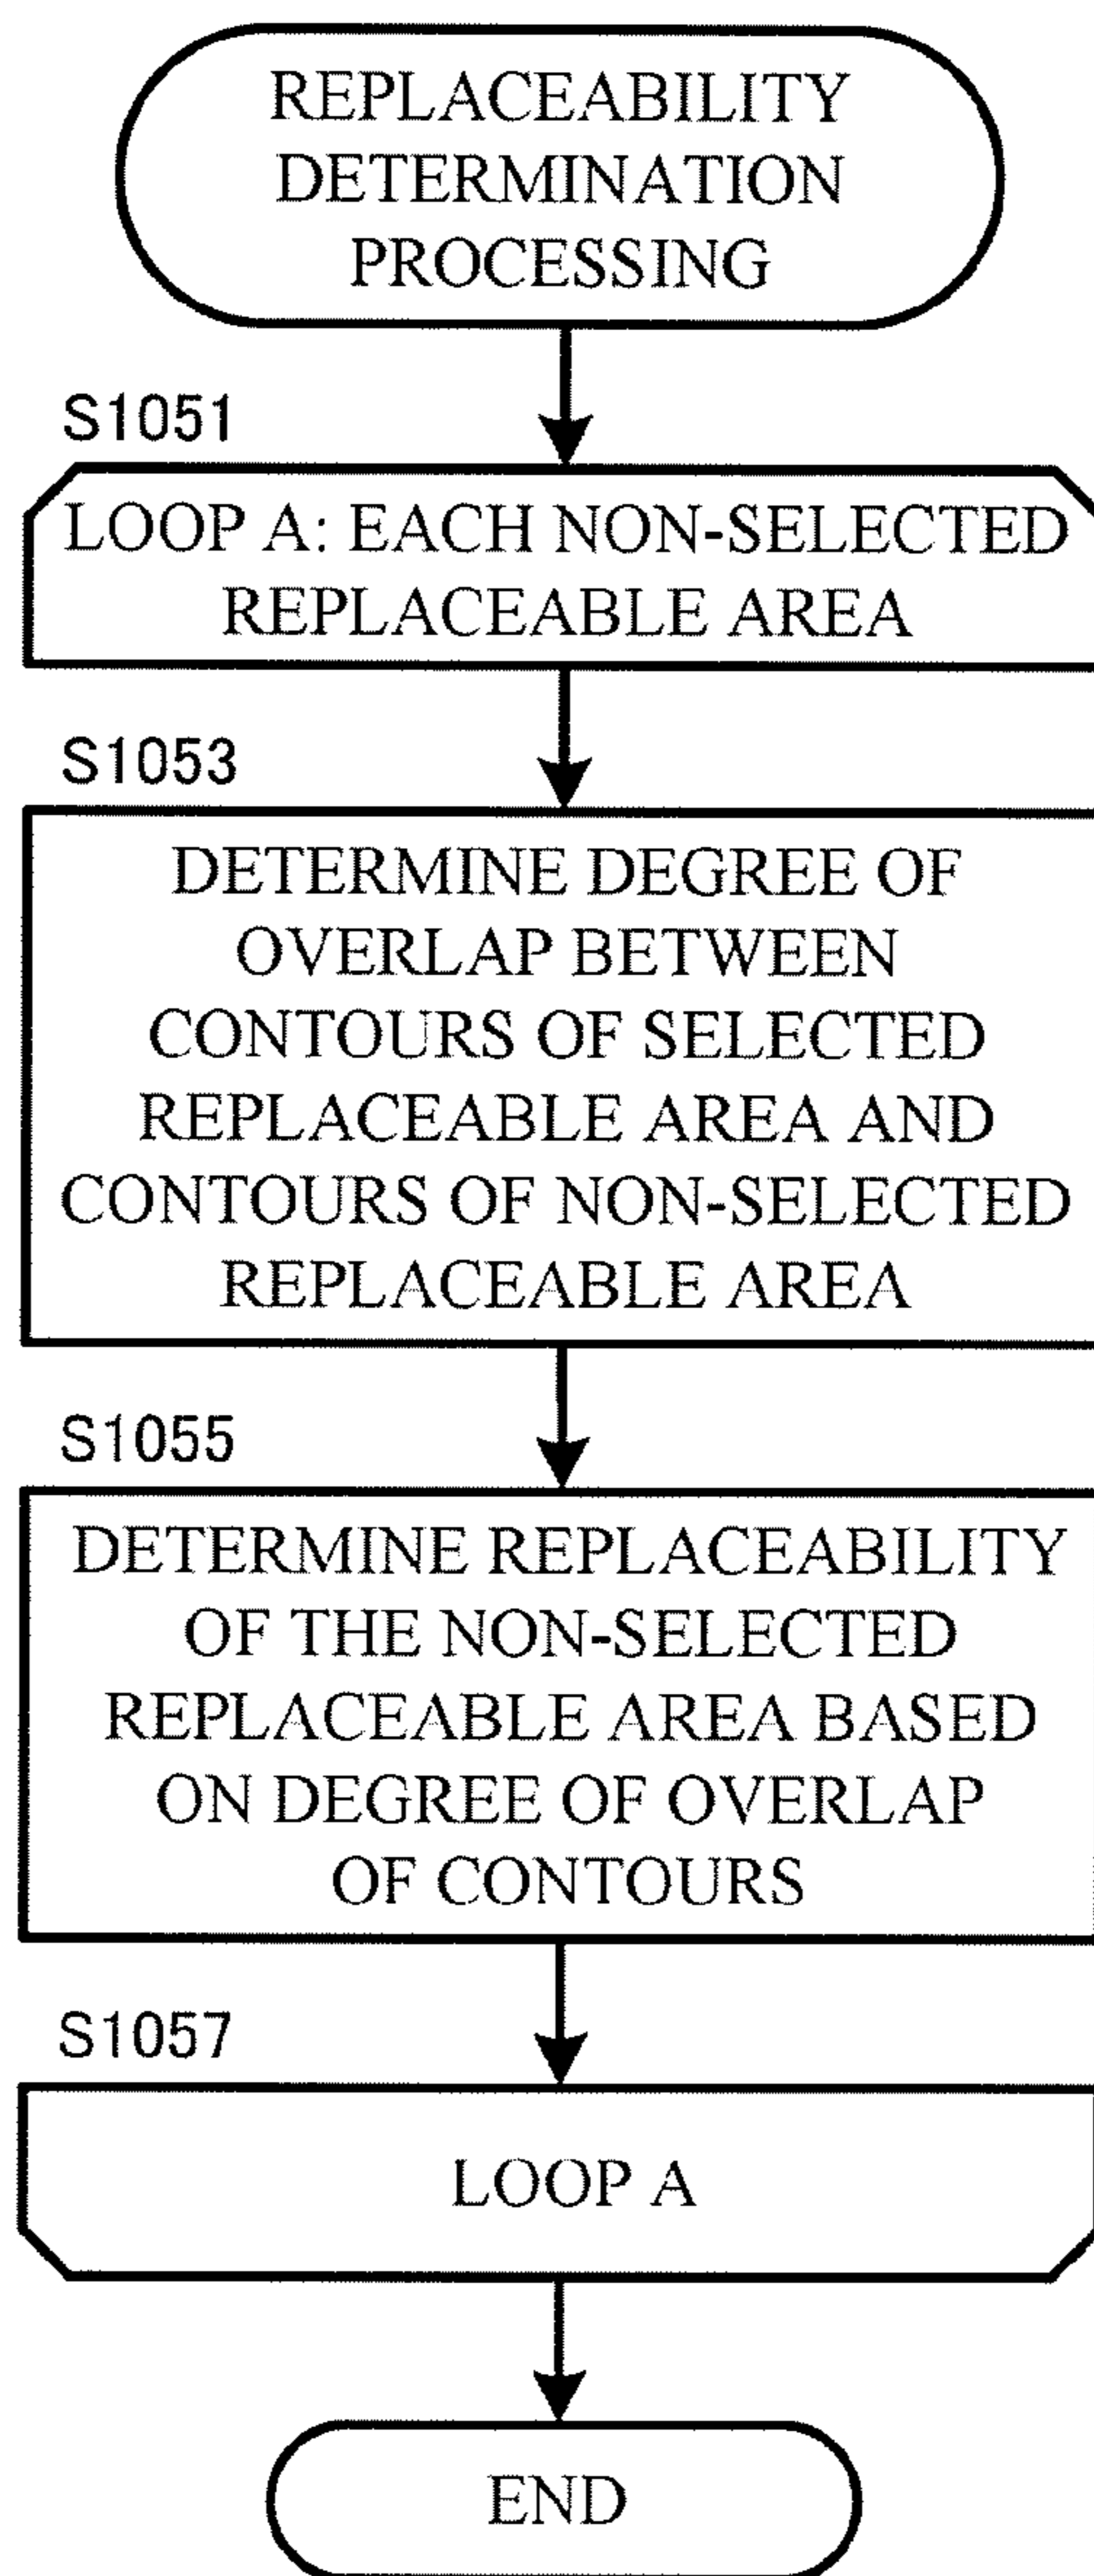 REPLACEABILITY
DETERMINATION
PROCESSING
S1051
LOOP A: EACH NON-SELECTED
REPLACEABLE AREA
S1053
DETERMINE DEGREE OF
OVERLAP BETWEEN
CONTOURS OF SELECTED
REPLACEABLE AREA AND
CONTOURS OF NON-SELECTED
REPLACEABLE AREA
S1055
DETERMINE REPLACEABILITY
OF THE NON-SELECTED
REPLACEABLE AREA BASED
ON DEGREE OF OVERLAP
OF CONTOURS
S1057
LOOP A
END